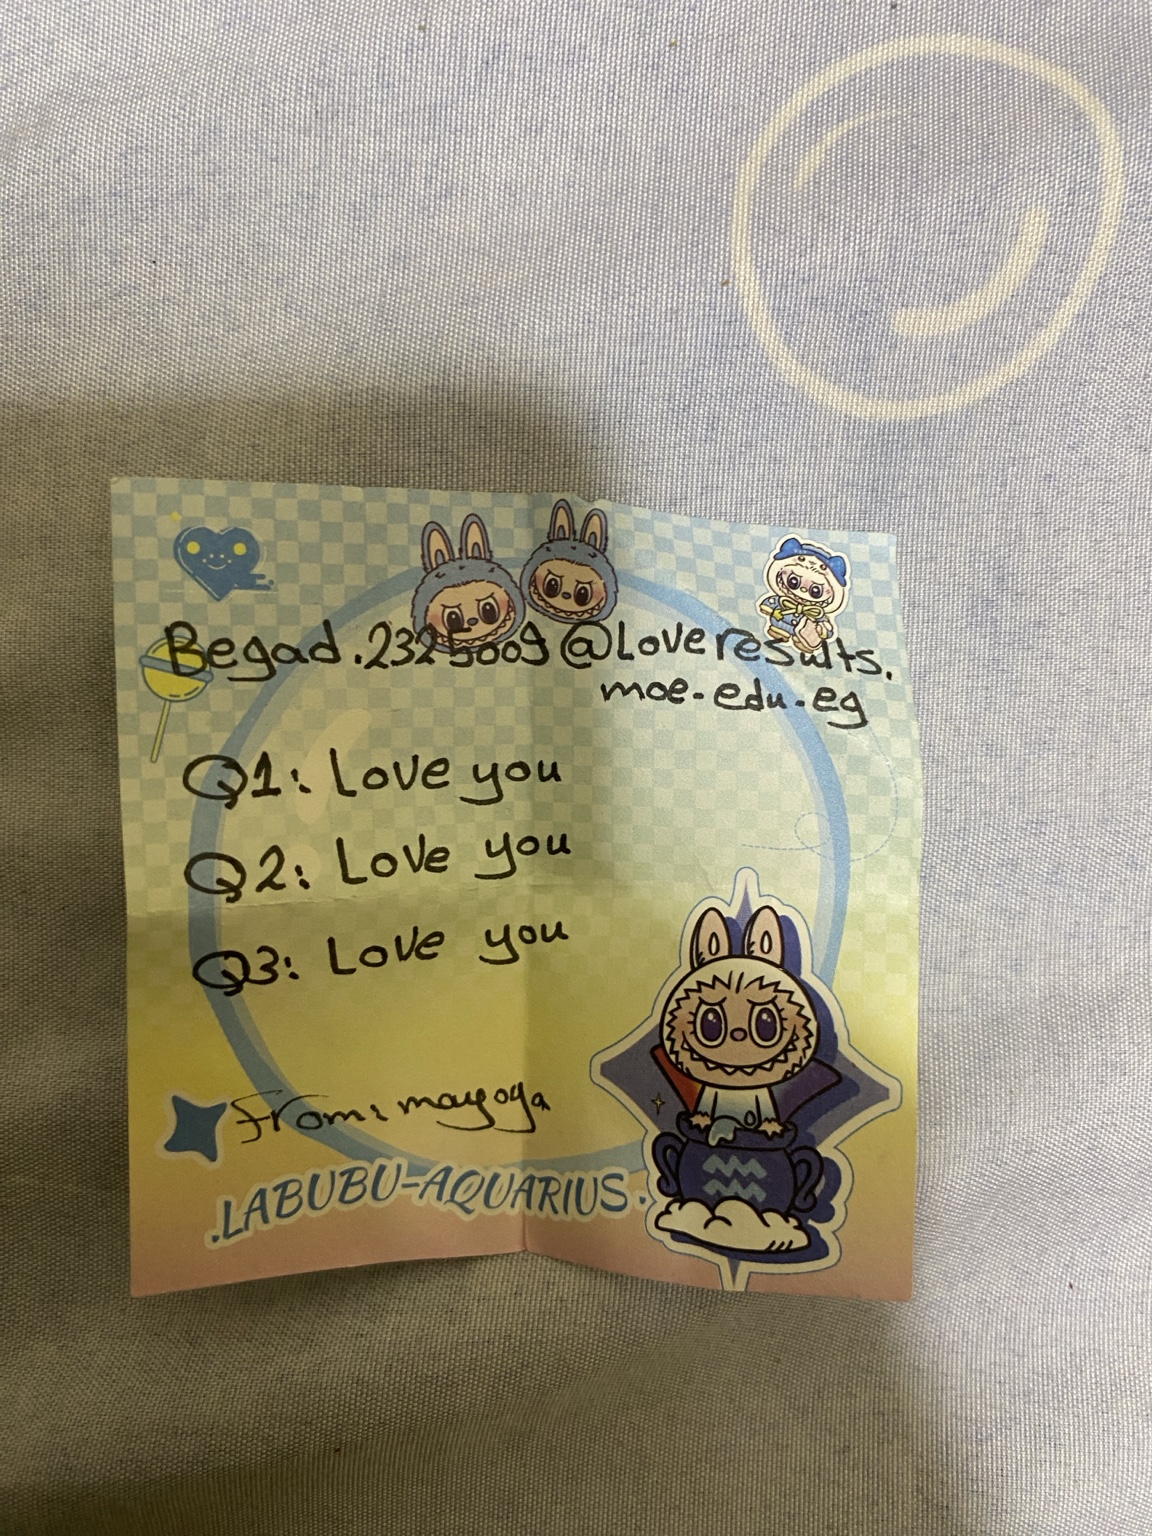 Begad.2325009@Loveresults.
moe-edu-eg
Q1: Love you
Q2: Love you
Q3: Love you
From: mayoya
.LABUBU-AQUARIUS.